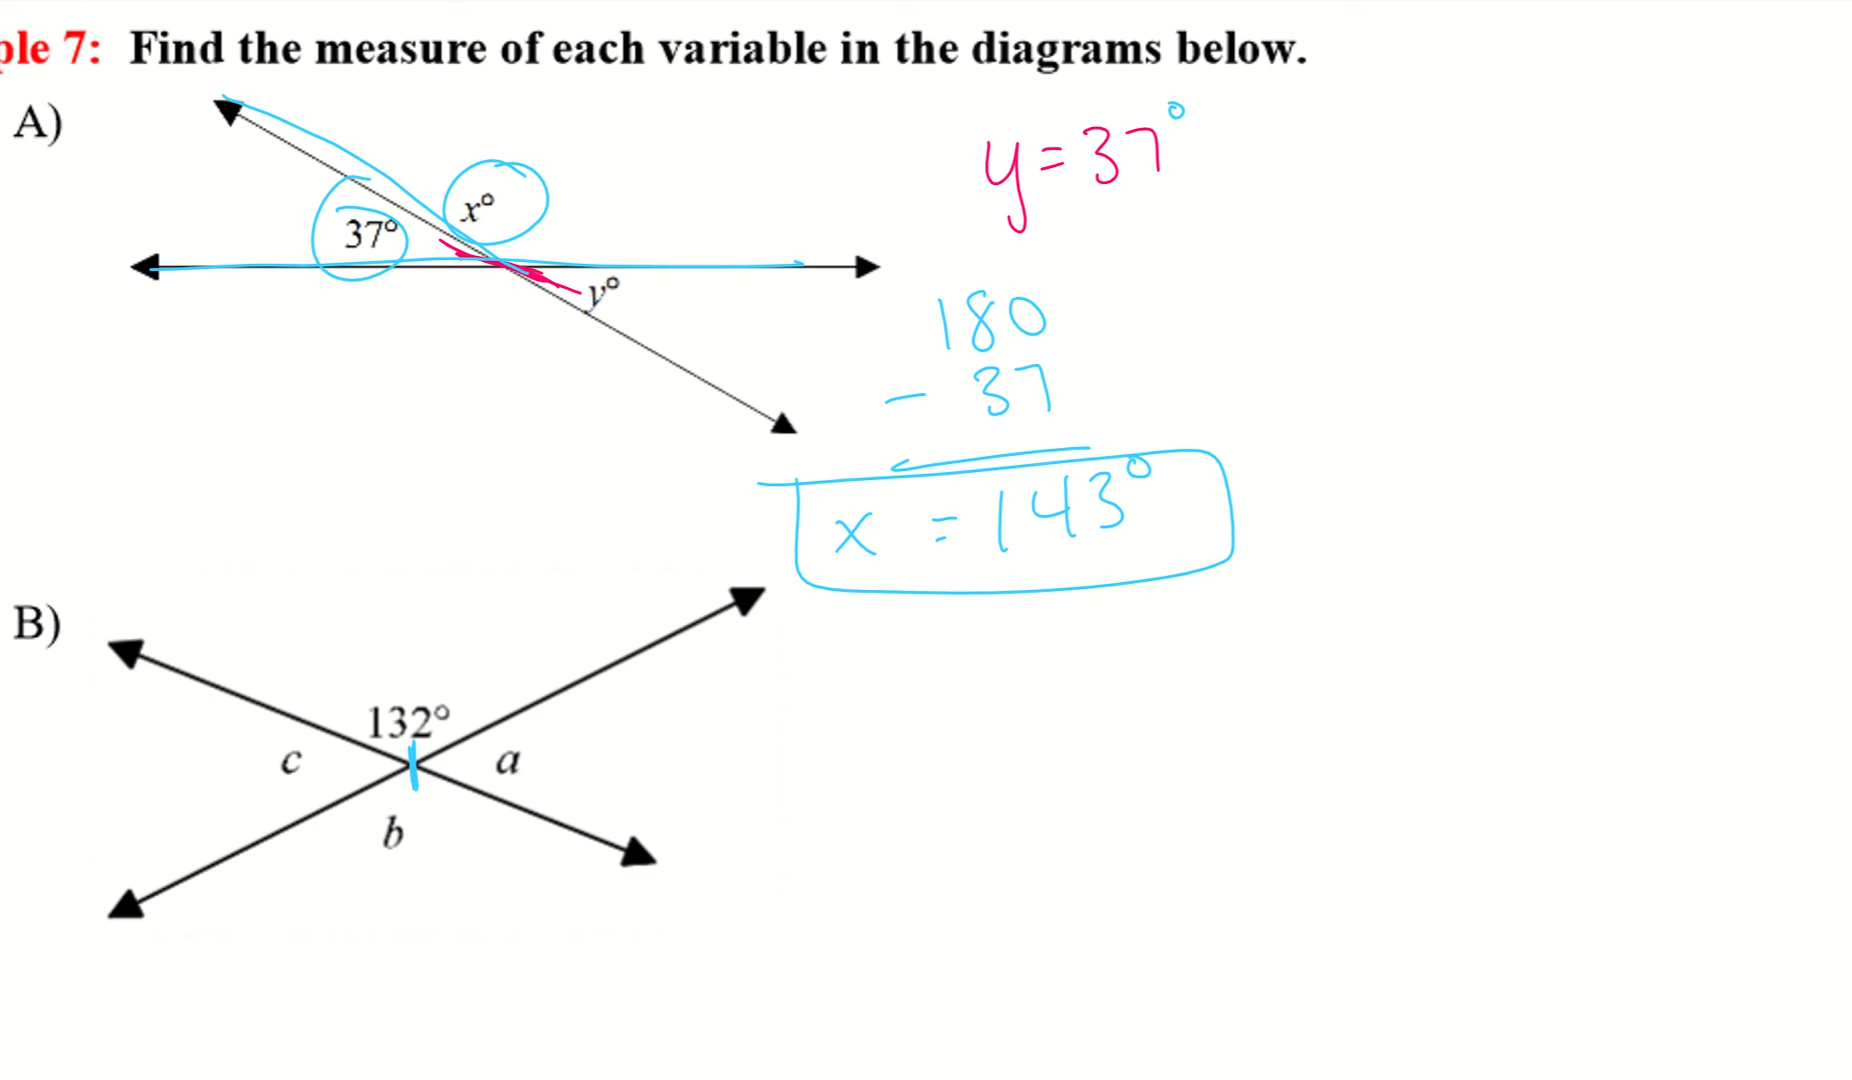 ple 7: Find the measure of each variable in the diagrams below.
A)
y = 37°
x°
37°
y°
180
- 37
x = 143°
B)
132°
c
a
b